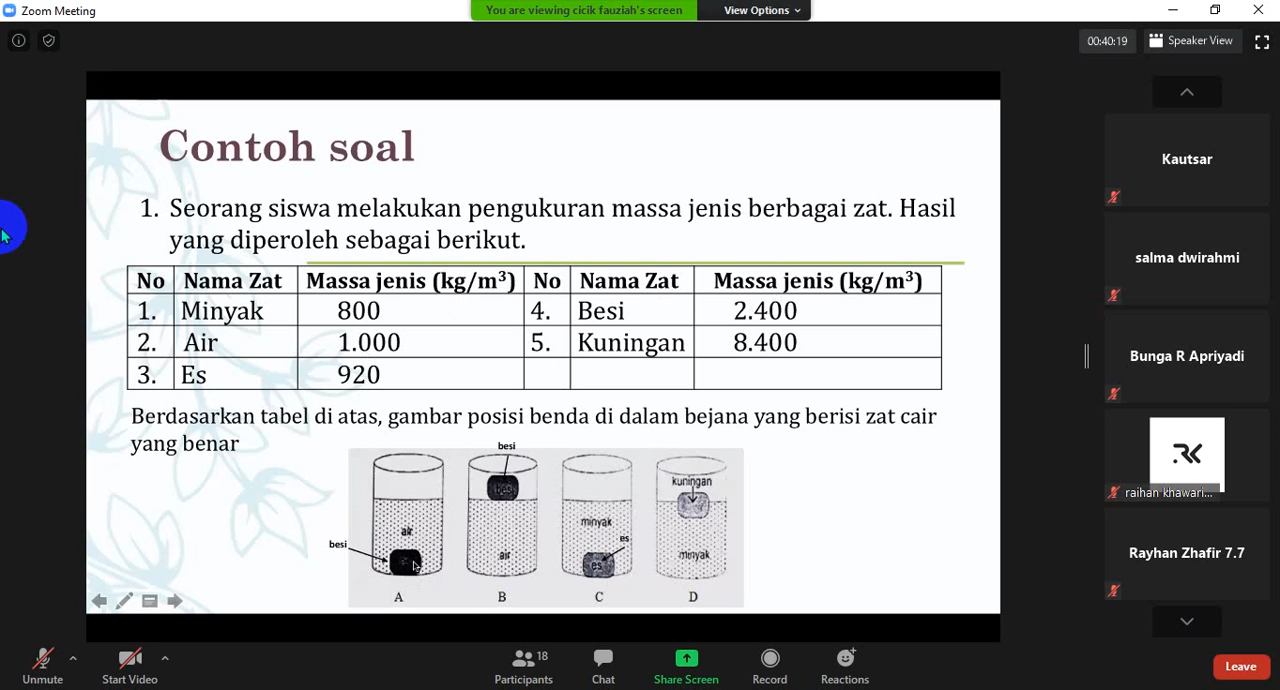 Zoom Meeting
You are viewing cicik fauziah's screen
View Options
00:40:19
Speaker View
Contoh soal
1. Seorang siswa melakukan pengukuran massa jenis berbagai zat. Hasil
yang diperoleh sebagai berikut.
No Nama Zat Massa jenis (kg/m³) No Nama Zat Massa jenis (kg/m³)
1. Minyak 800 4. Besi 2.400
2. Air 1.000 5. Kuningan 8.400
3. Es 920
Berdasarkan tabel di atas, gambar posisi benda di dalam bejana yang berisi zat cair
yang benar
besi
kuningan
minyak
air
es
besi
air
es
minyak
A B C D
Kautsar
salma dwirahmi
Bunga R Apriyadi
RK
raihan khawari...
Rayhan Zhafir 7.7
Unmute
Start Video
18
Participants
Chat
Share Screen
Record
Reactions
Leave